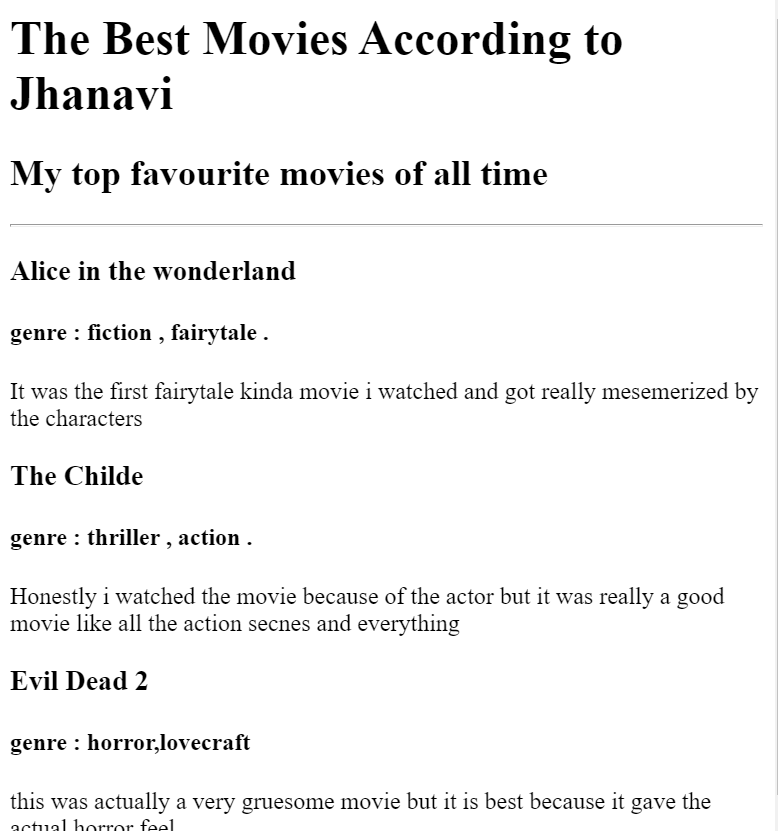 The Best Movies According to
Jhanavi
My top favourite movies of all time
Alice in the wonderland
genre : fiction , fairytale .
It was the first fairytale kinda movie i watched and got really mesemerized by
the characters
The Childe
genre : thriller , action .
Honestly i watched the movie because of the actor but it was really a good
movie like all the action secnes and everything
Evil Dead 2
genre : horror,lovecraft
this was actually a very gruesome movie but it is best because it gave the
actual horror feel